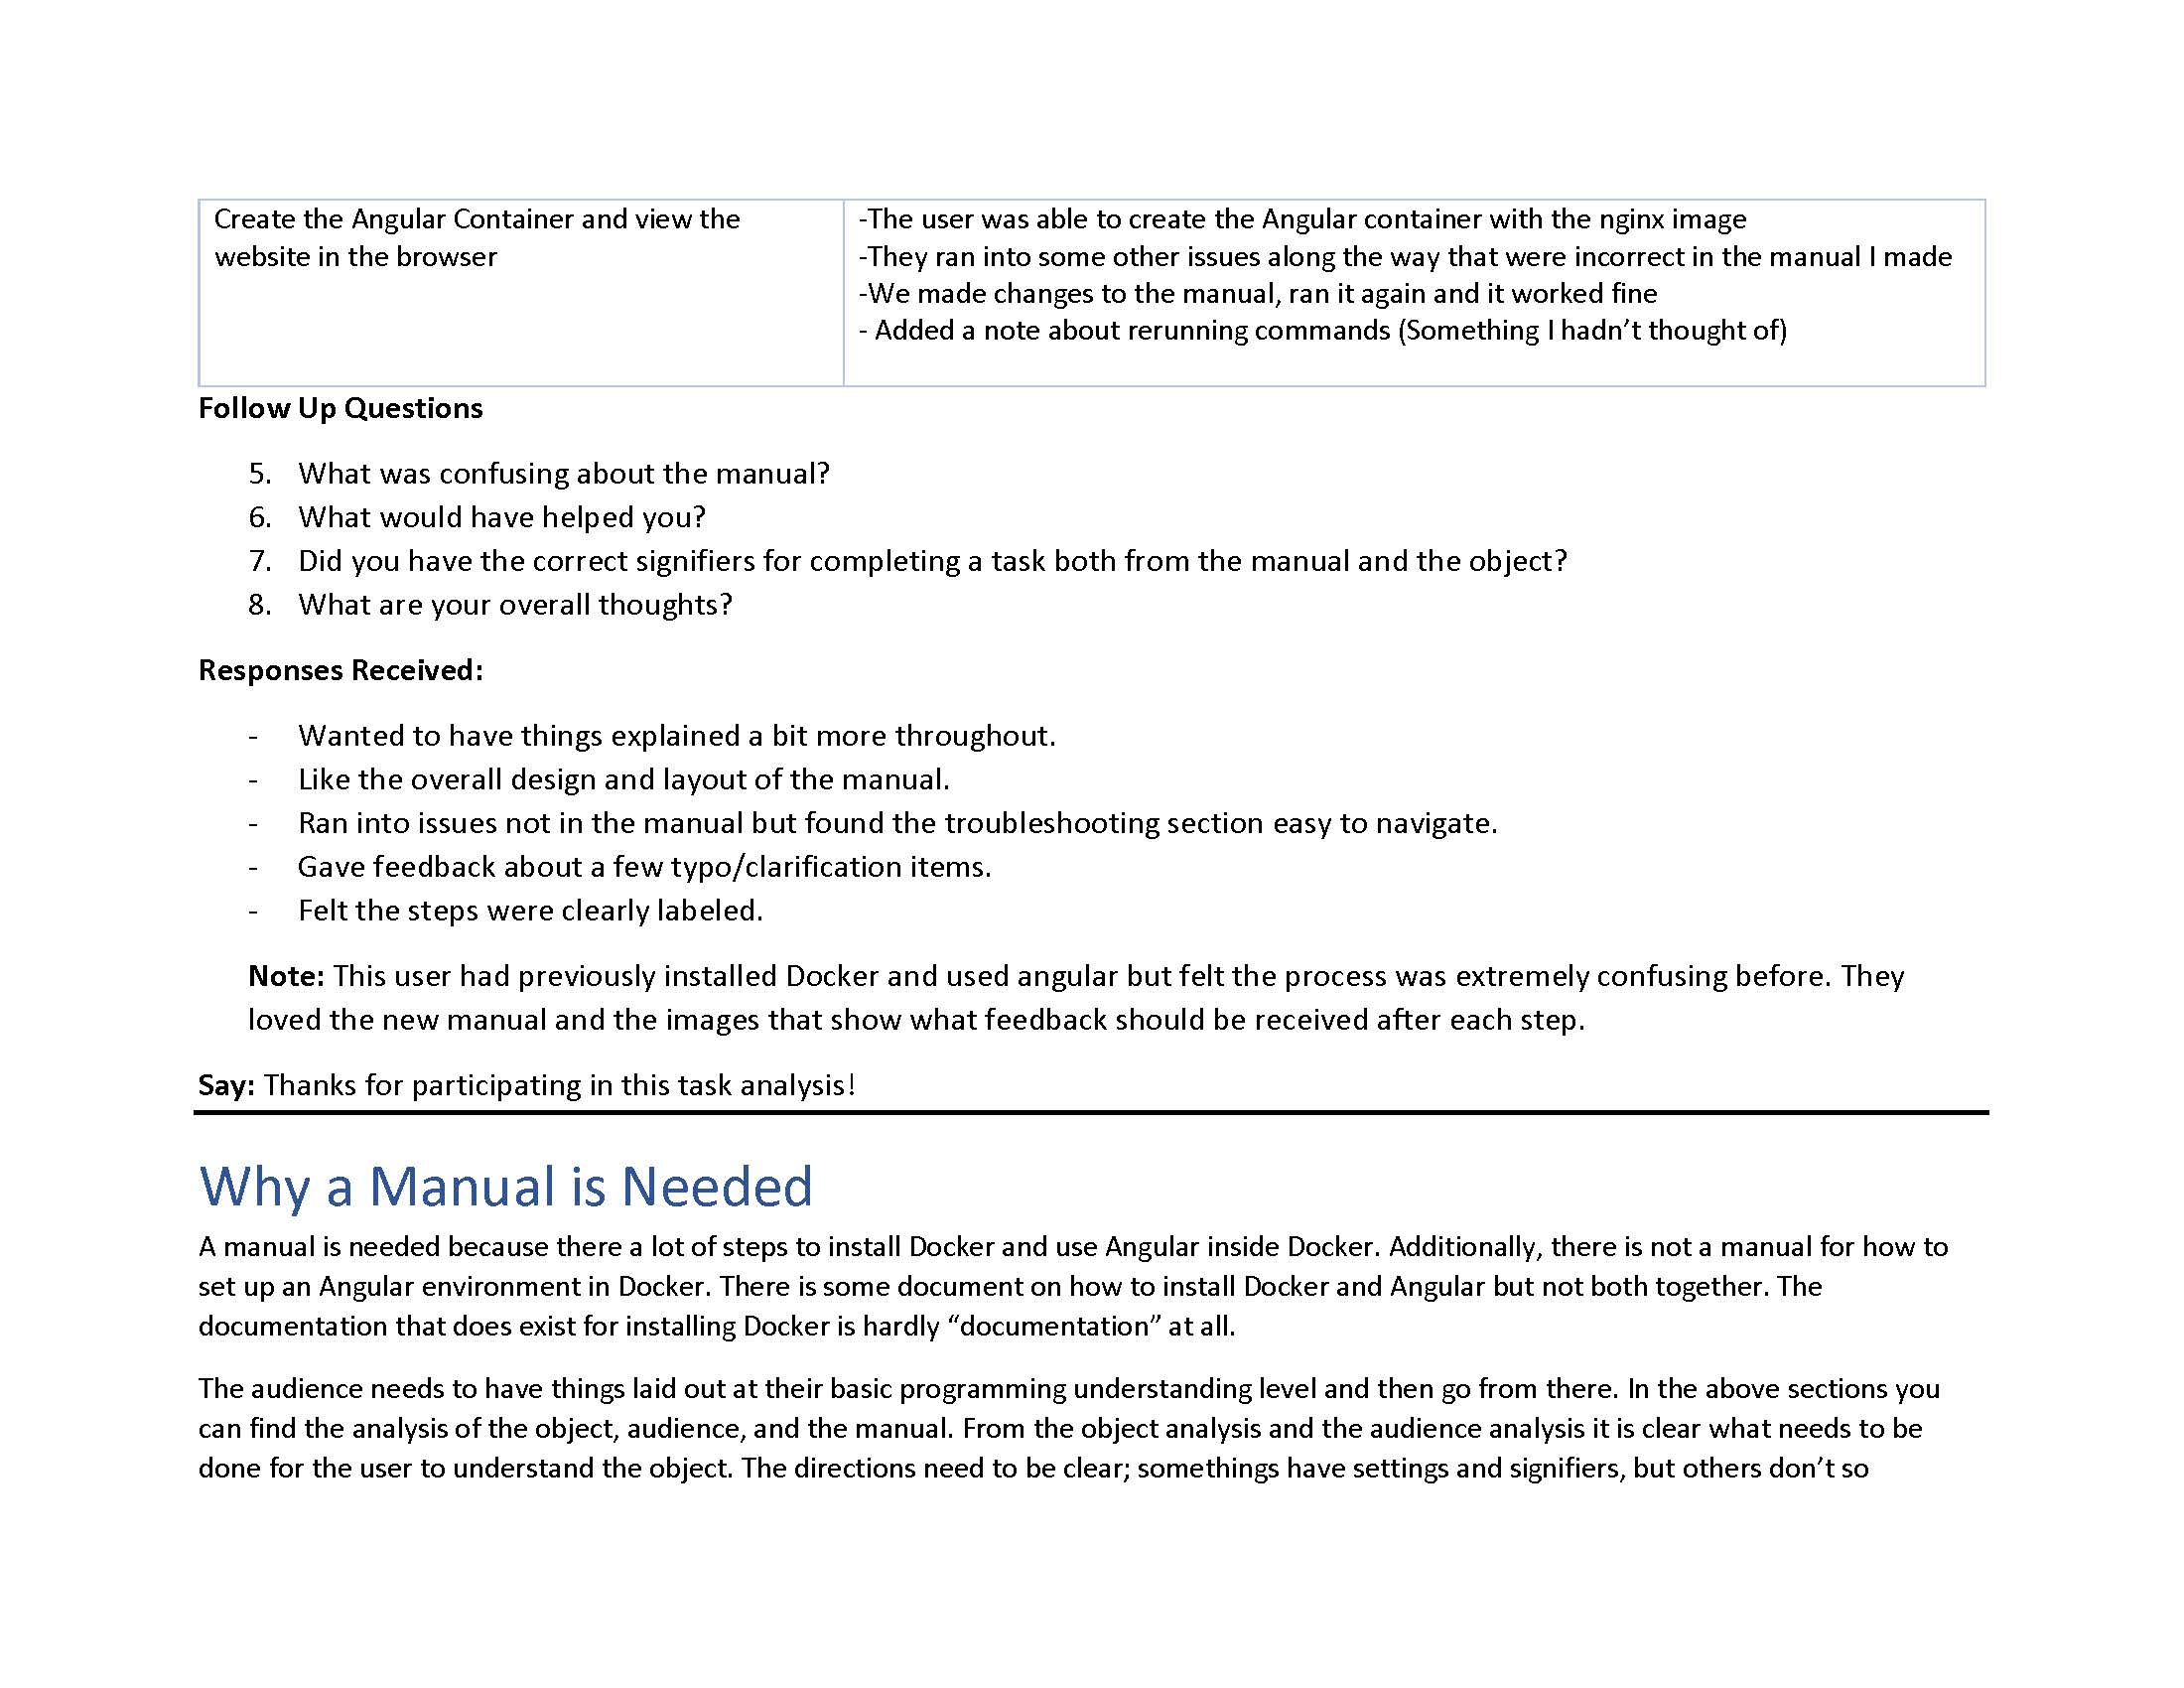 Create the Angular Container and view the
website in the browser
-The user was able to create the Angular container with the nginx image
-They ran into some other issues along the way that were incorrect in the manual I made
-We made changes to the manual, ran it again and it worked fine
- Added a note about rerunning commands (Something I hadn’t thought of)
Follow Up Questions
5. What was confusing about the manual?
6. What would have helped you?
7. Did you have the correct signifiers for completing a task both from the manual and the object?
8. What are your overall thoughts?
Responses Received:
- Wanted to have things explained a bit more throughout.
- Like the overall design and layout of the manual.
- Ran into issues not in the manual but found the troubleshooting section easy to navigate.
- Gave feedback about a few typo/clarification items.
- Felt the steps were clearly labeled.
Note: This user had previously installed Docker and used angular but felt the process was extremely confusing before. They
loved the new manual and the images that show what feedback should be received after each step.
Say: Thanks for participating in this task analysis!
Why a Manual is Needed
A manual is needed because there a lot of steps to install Docker and use Angular inside Docker. Additionally, there is not a manual for how to
set up an Angular environment in Docker. There is some document on how to install Docker and Angular but not both together. The
documentation that does exist for installing Docker is hardly “documentation” at all.
The audience needs to have things laid out at their basic programming understanding level and then go from there. In the above sections you
can find the analysis of the object, audience, and the manual. From the object analysis and the audience analysis it is clear what needs to be
done for the user to understand the object. The directions need to be clear; somethings have settings and signifiers, but others don’t so